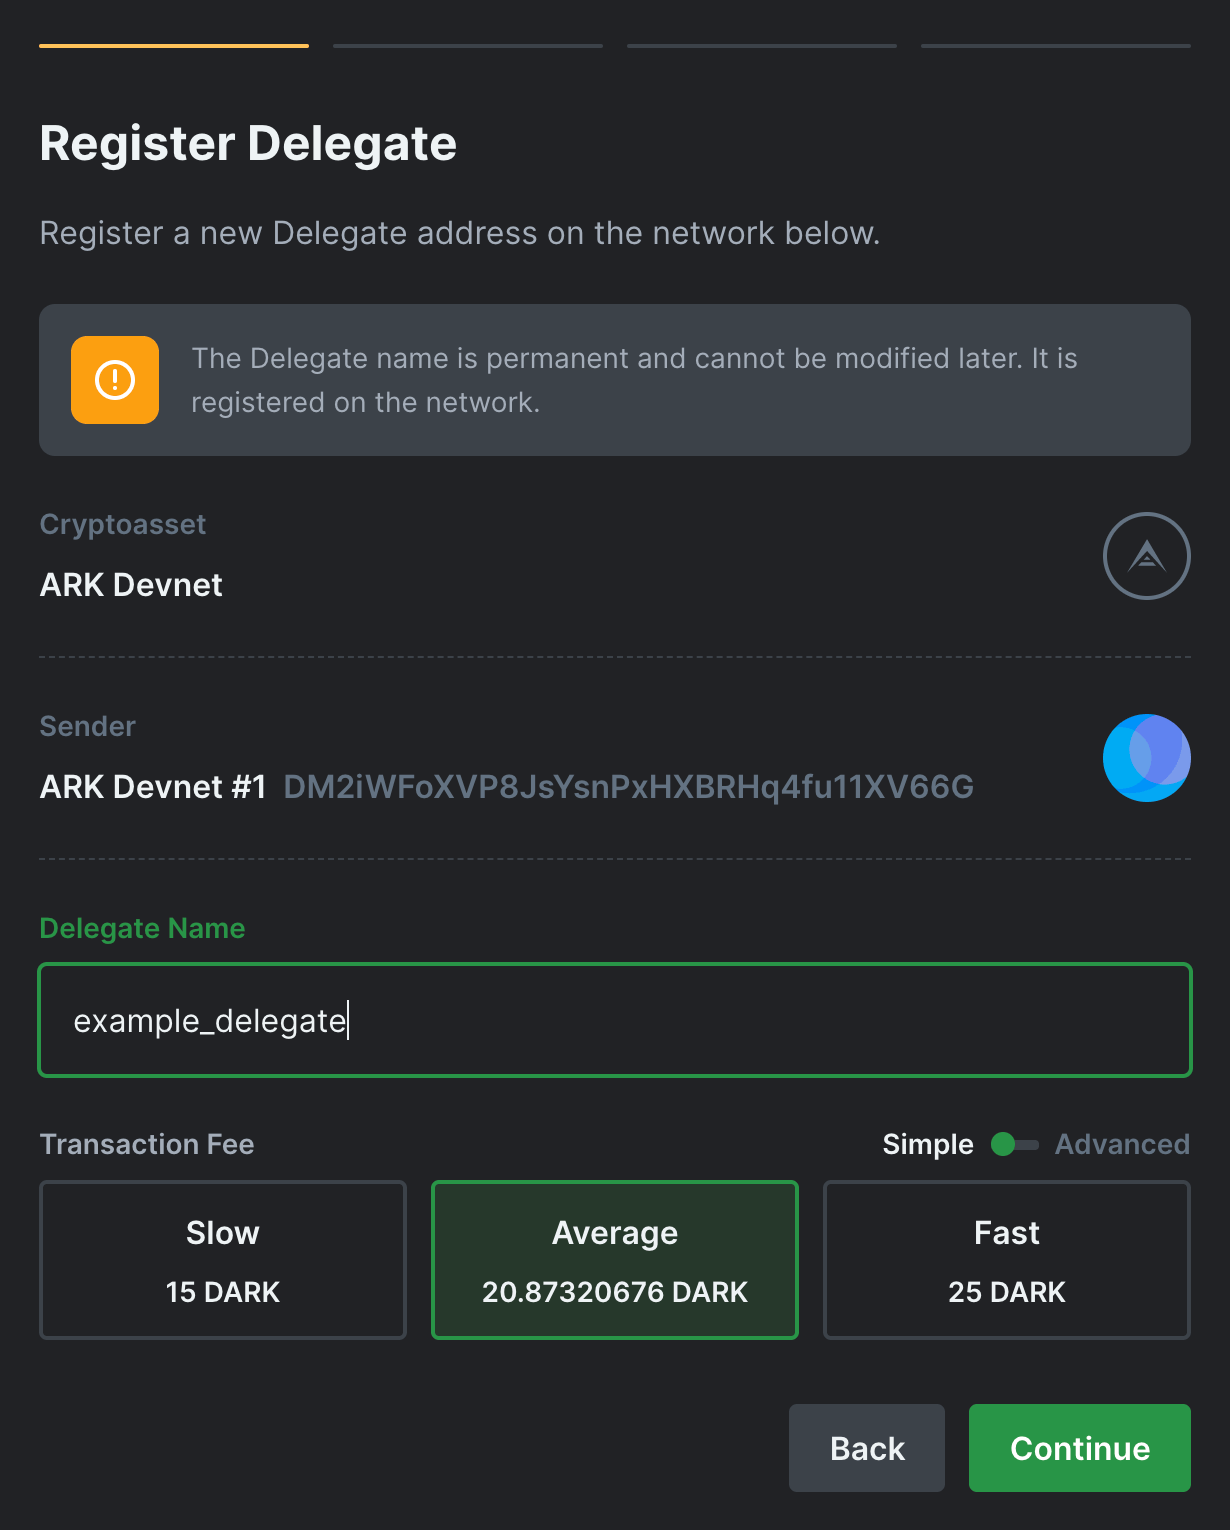 Register Delegate
Register a new Delegate address on the network below.
The Delegate name is permanent and cannot be modified later. It is
registered on the network.
Cryptoasset
ARK Devnet
Sender
ARK Devnet #1 DM2iWFoXVP8JsYsnPxHXBRHq4fu11XV66G
Delegate Name
example_delegate
Transaction Fee
Simple Advanced
Slow
15 DARK
Average
20.87320676 DARK
Fast
25 DARK
Back
Continue